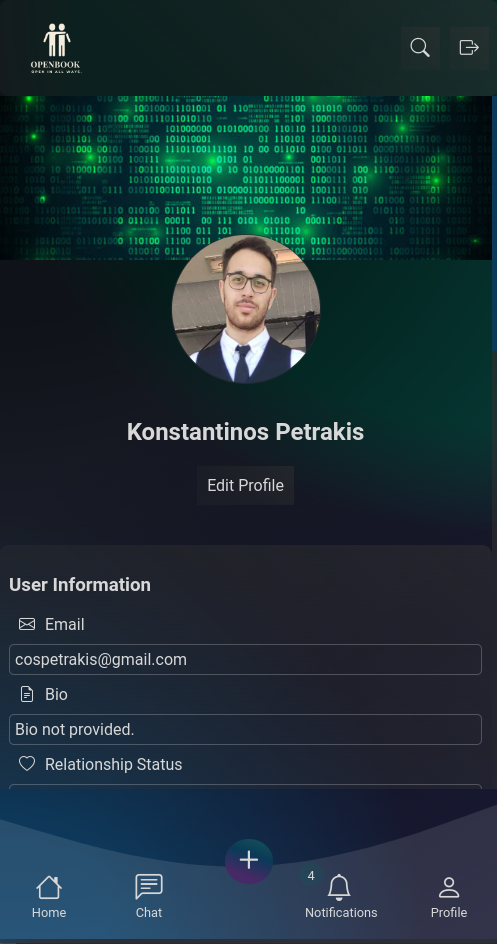 OPENBOOK
OPEN IN ALL WAYS.
Konstantinos Petrakis
Edit Profile
User Information
Email
cospetrakis@gmail.com
Bio
Bio not provided.
Relationship Status
4
Home
Chat
Notifications
Profile